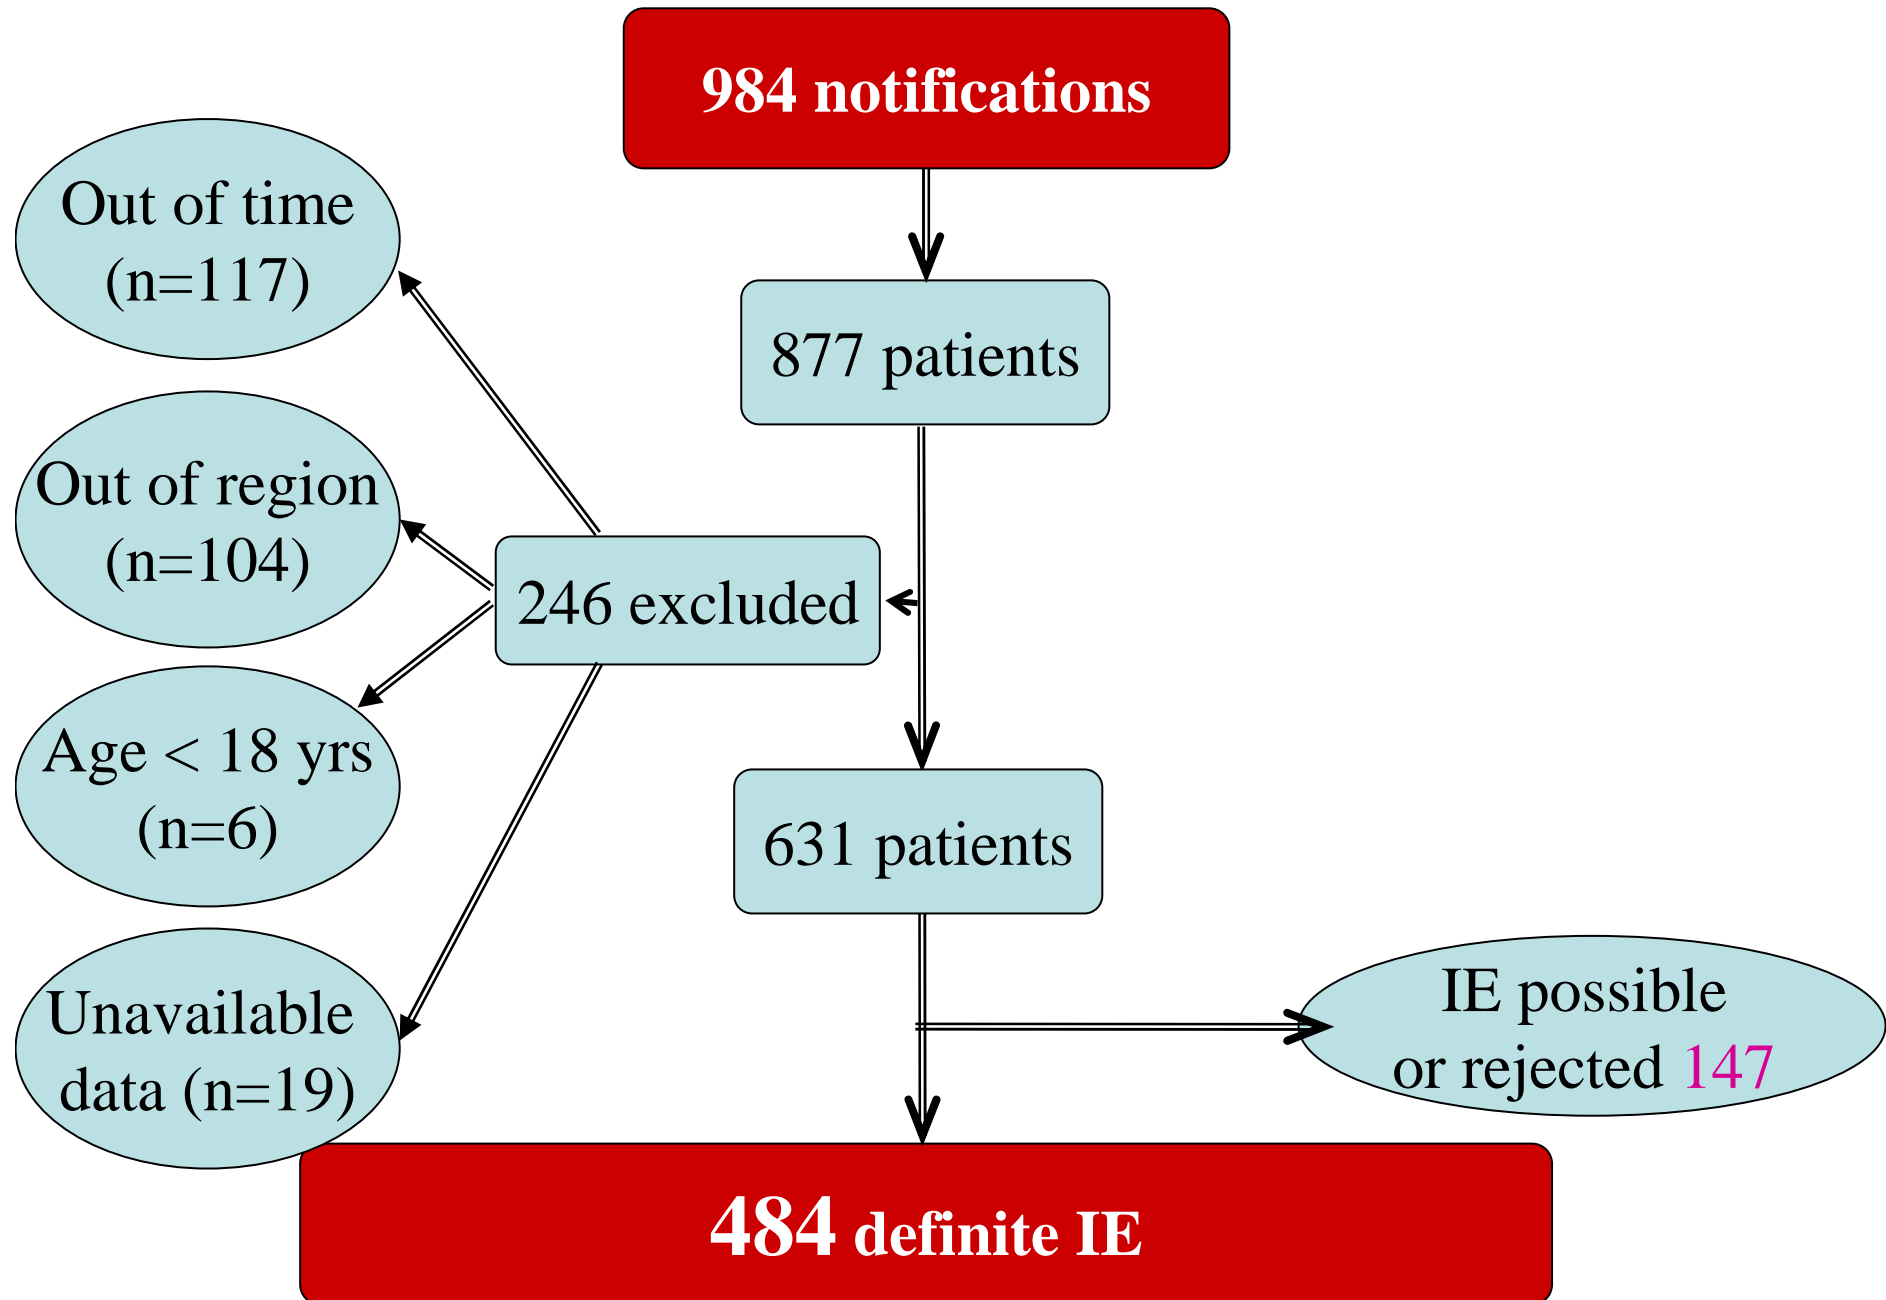 984 notifications
Out of time
(n=117)
877 patients
Out of region
(n=104)
246 excluded
Age < 18 yrs
(n=6)
631 patients
Unavailable
data (n=19)
IE possible
or rejected 147
484 definite IE